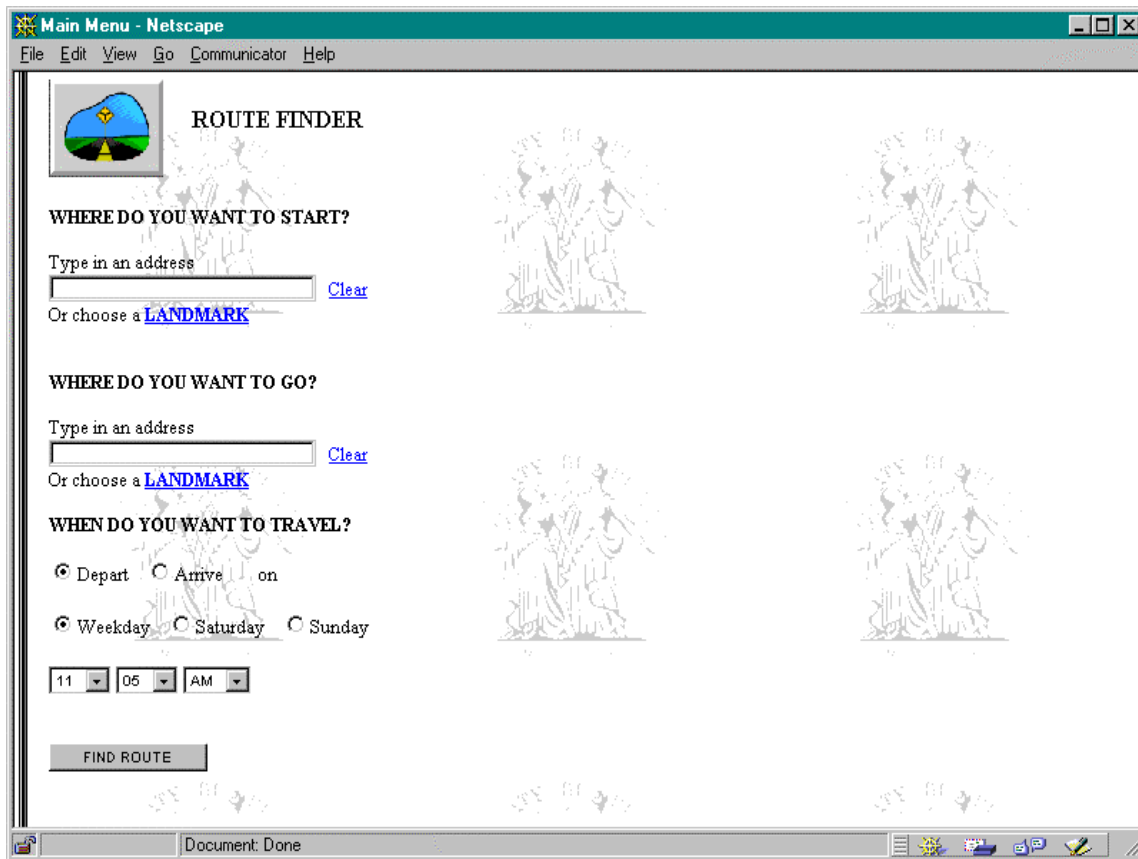 Main Menu - Netscape
File Edit View Go Communicator Help
ROUTE FINDER
WHERE DO YOU WANT TO START?
Type in an address
Clear
Or choose a LANDMARK
WHERE DO YOU WANT TO GO?
Type in an address
Clear
Or choose a LANDMARK
WHEN DO YOU WANT TO TRAVEL?
Depart Arrive on
Weekday Saturday Sunday
11 05 AM
FIND ROUTE
Document: Done